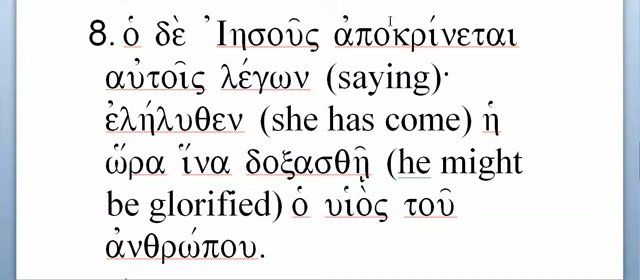 8. ὁ δὲ Ἰησοῦς ἀποκρίνεται
αὐτοῖς λέγων (saying)·
ἐλήλυθεν (she has come) ἡ
ὥρα ἵνα δοξασθῇ (he might
be glorified) ὁ υἱὸς τοῦ
ἀνθρώπου.